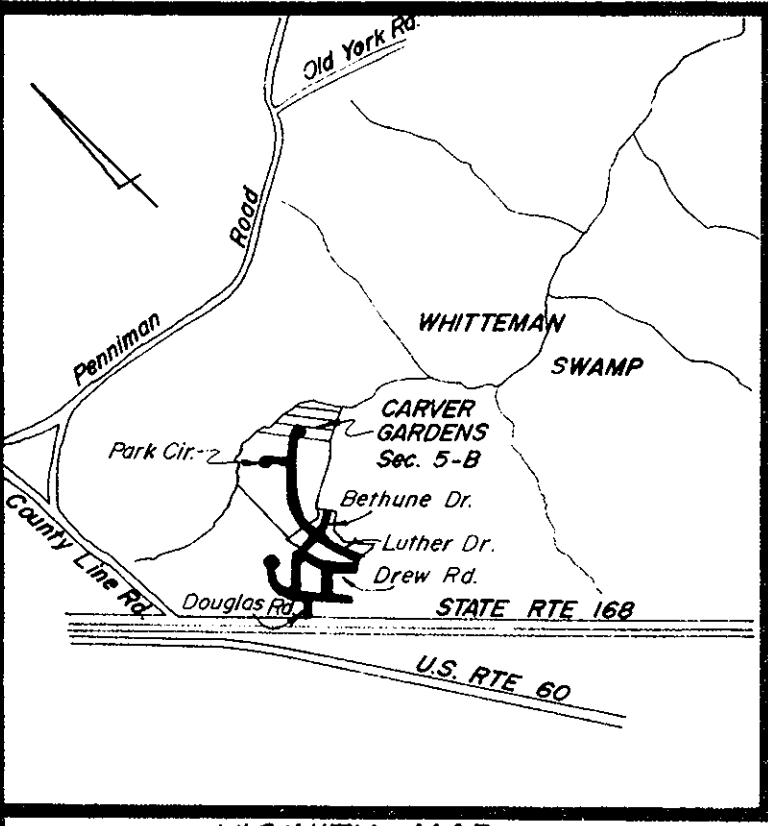 Old York Rd.
Road
Penniman
WHITTEMAN
SWAMP
CARVER
GARDENS
Sec. 5-B
Park Cir.
Bethune Dr.
Luther Dr.
Drew Rd.
County Line Rd.
Douglas Rd
STATE RTE 168
U.S. RTE 60